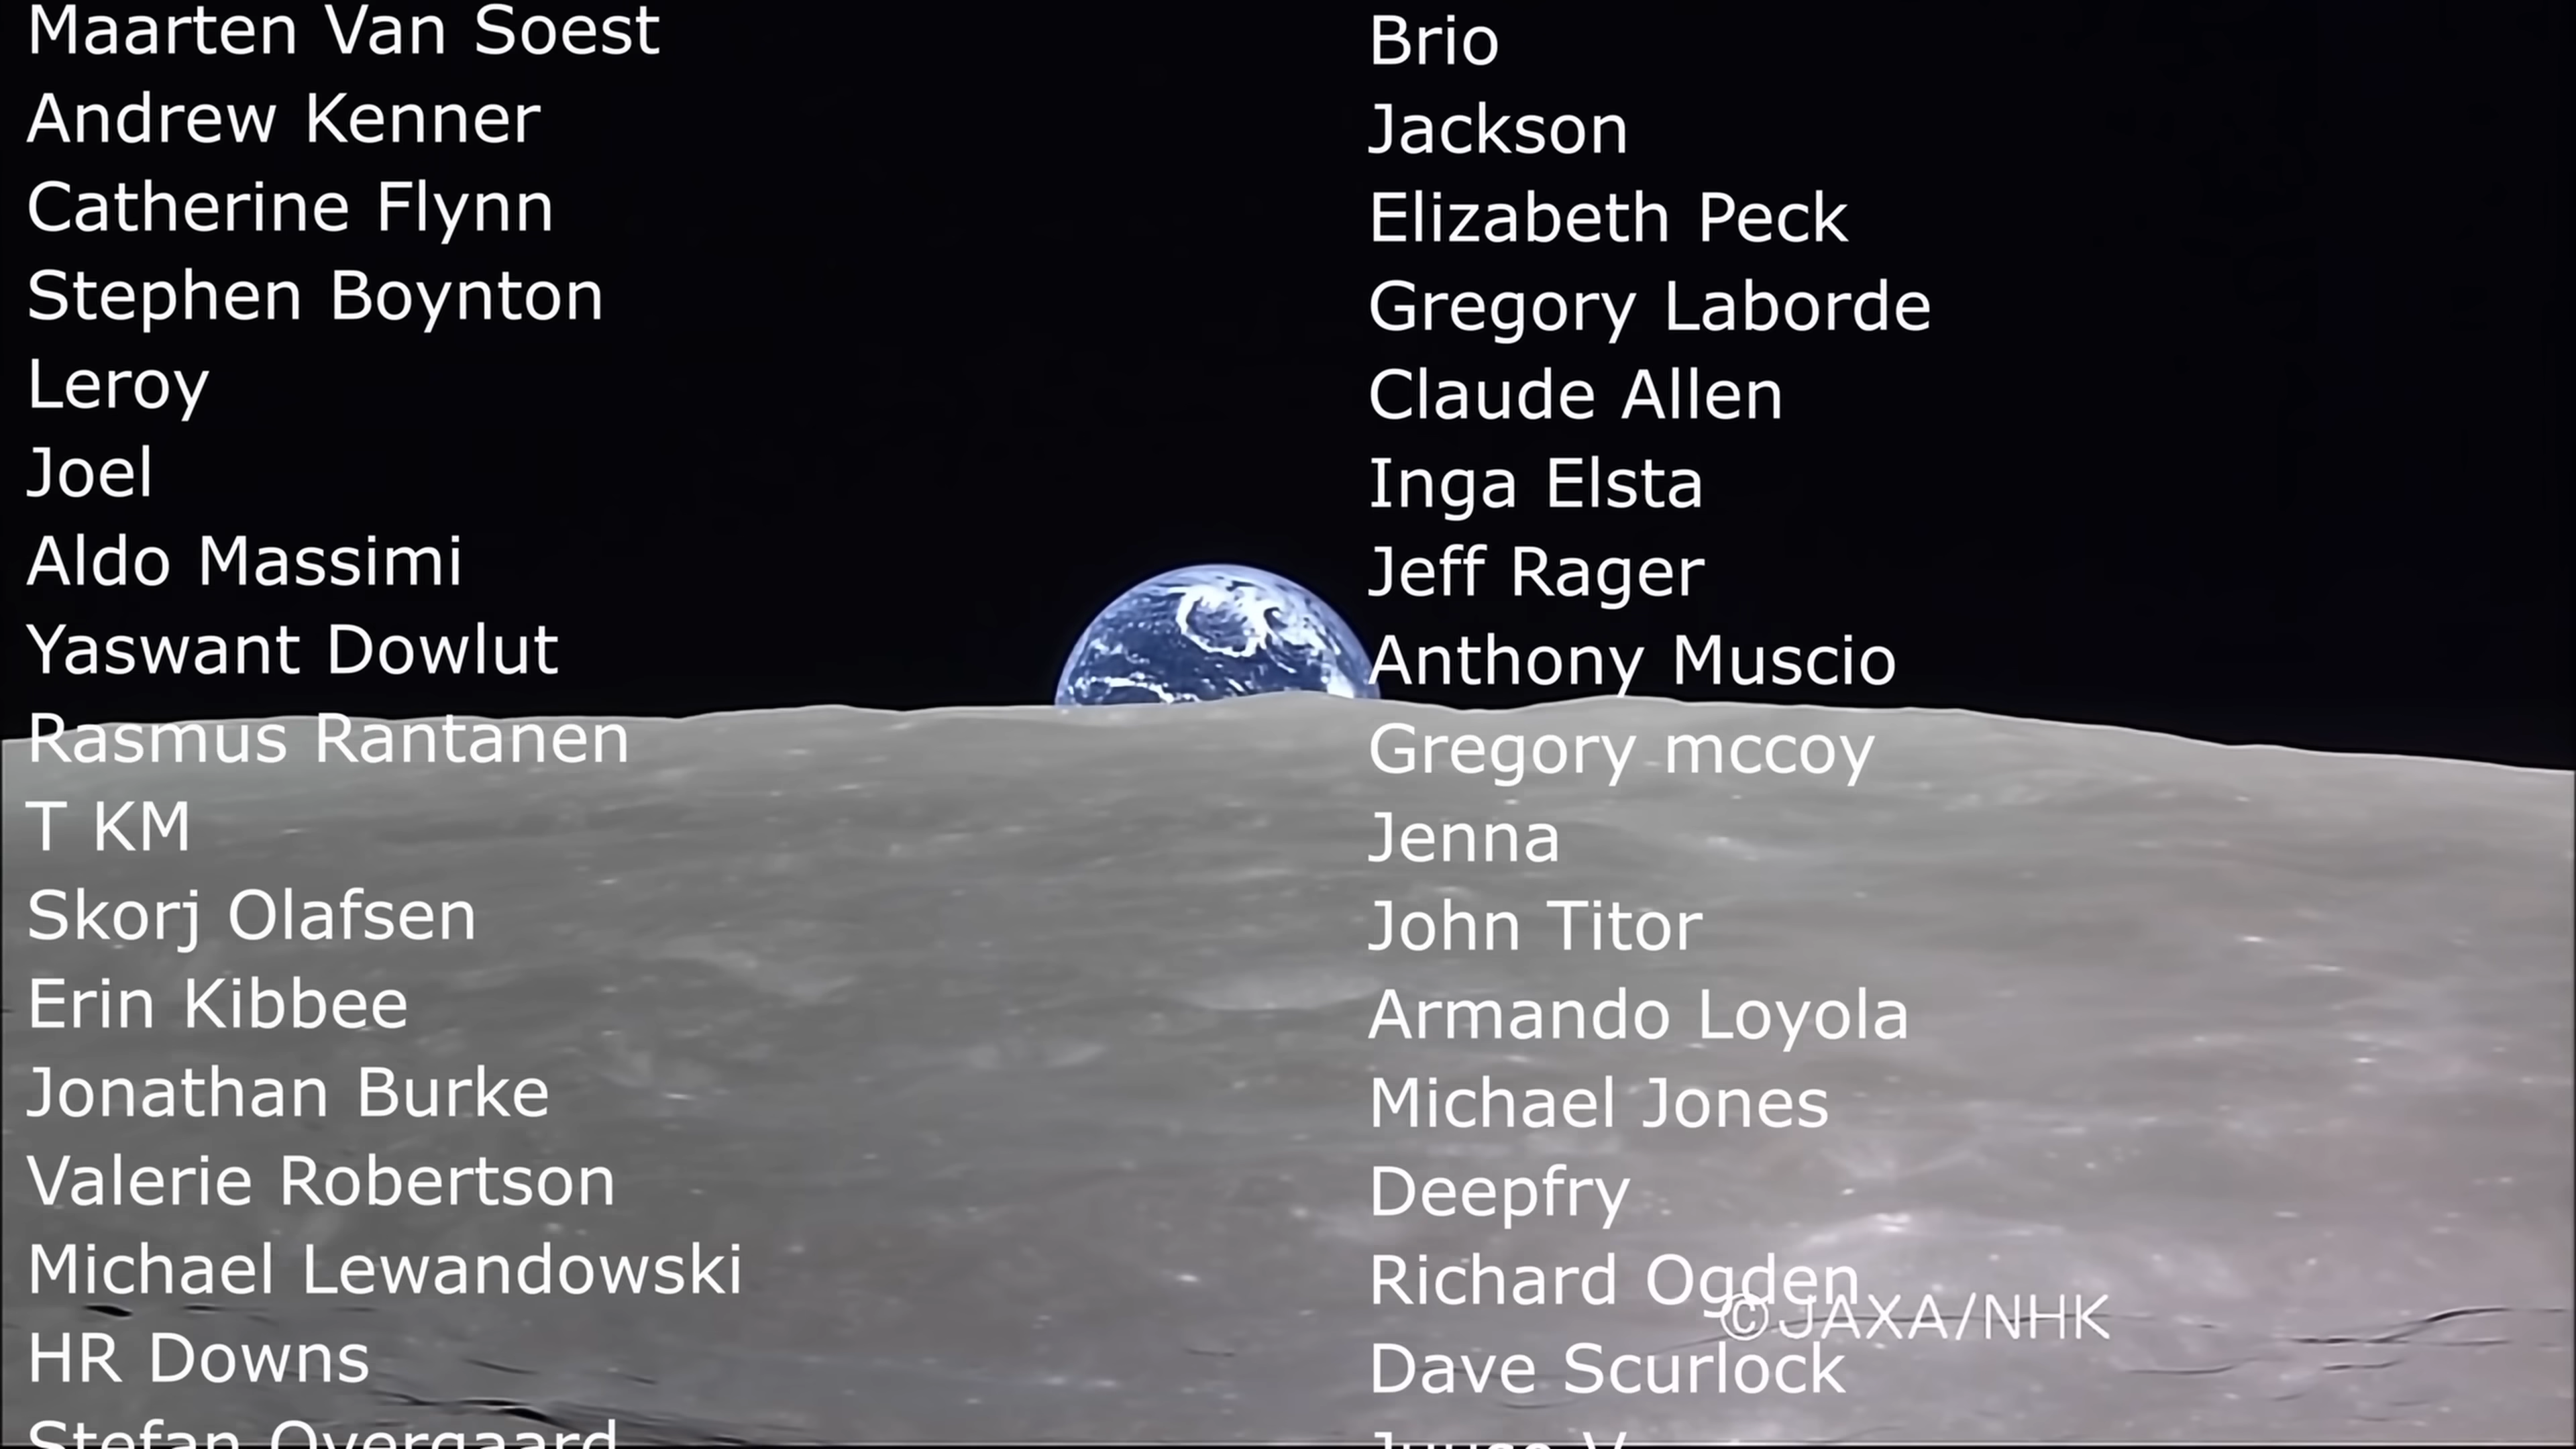 Maarten Van Soest
Andrew Kenner
Catherine Flynn
Stephen Boynton
Leroy
Joel
Aldo Massimi
Yaswant Dowlut
Rasmus Rantanen
T KM
Skorj Olafsen
Erin Kibbee
Jonathan Burke
Valerie Robertson
Michael Lewandowski
HR Downs
Stefan Overgaard
Brio
Jackson
Elizabeth Peck
Gregory Laborde
Claude Allen
Inga Elsta
Jeff Rager
Anthony Muscio
Gregory mccoy
Jenna
John Titor
Armando Loyola
Michael Jones
Deepfry
Richard Ogden
©JAXA/NHK
Dave Scurlock